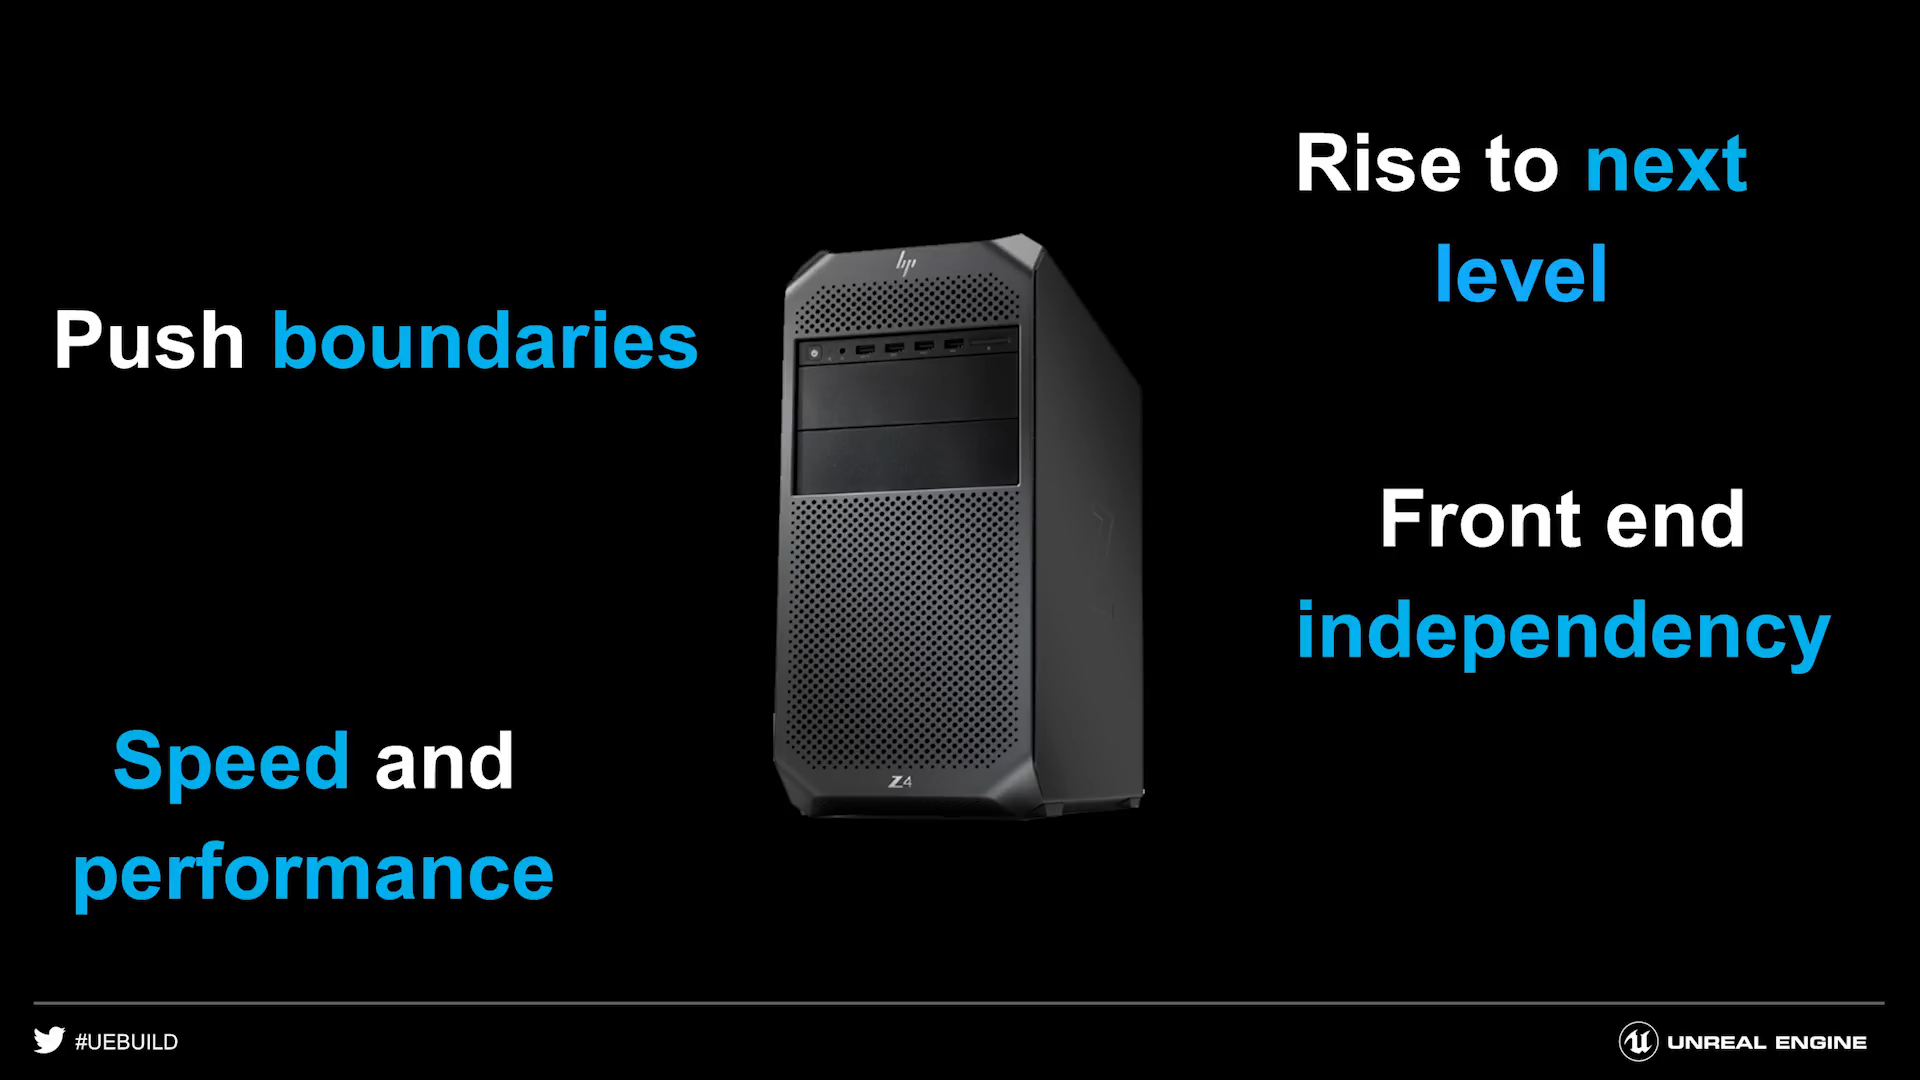 Rise to next
level
Push boundaries
hp
Front end
independency
Speed and
performance
Z4
#UEBUILD
UNREAL ENGINE